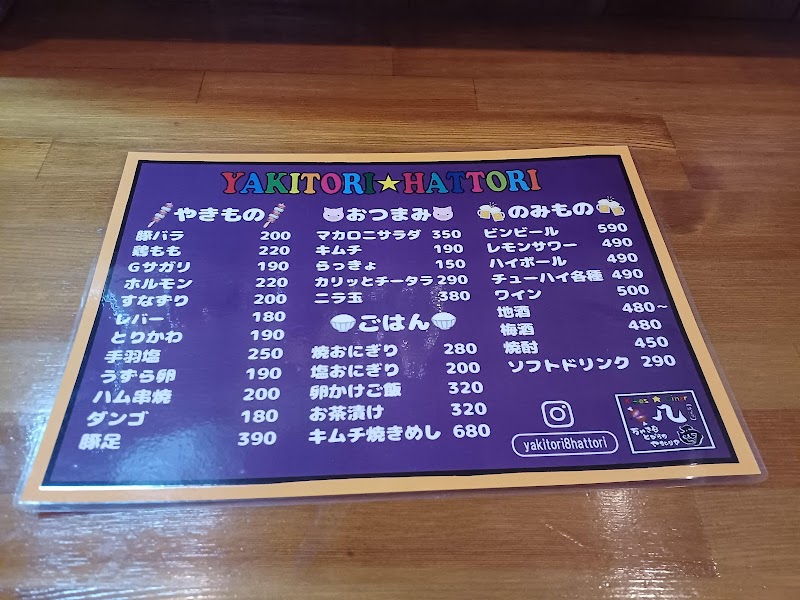 YAKITORI★HATTORI
やきもの
豚バラ 200
鶏もも 220
Gサガリ 190
ホルモン 220
すなずり 200
レバー 180
とりかわ 190
手羽塩 250
うずら卵 190
ハム串焼 200
ダンゴ 180
豚足 390
おつまみ
マカロニサラダ 350
キムチ 190
らっきょ 150
カリッとチータラ 290
ニラ玉 380
ごはん
焼おにぎり 280
塩おにぎり 200
卵かけご飯 320
お茶漬け 320
キムチ焼きめし 680
のみもの
ビンビール 590
レモンサワー 490
ハイボール 490
チューハイ各種 490
ワイン 500
地酒 480~
梅酒 480
焼酎 450
ソフトドリンク 290
yakitori8hattori
八